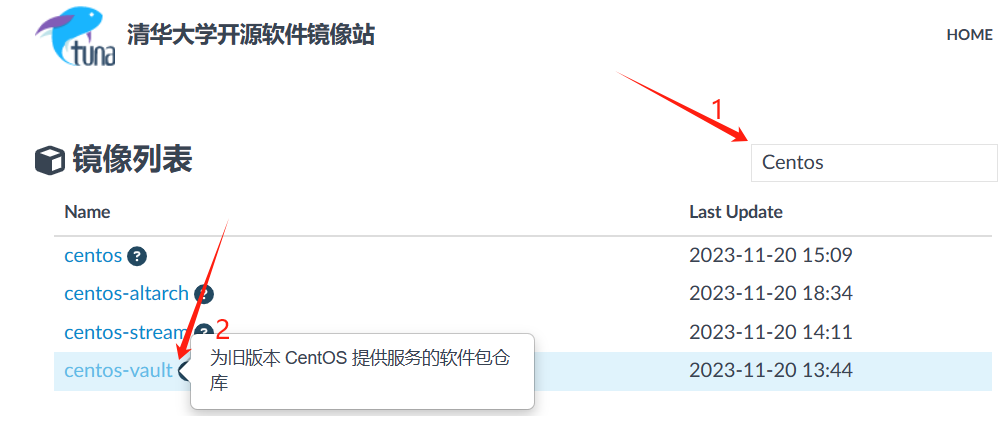 tuna
清华大学开源软件镜像站
HOME
1
镜像列表
Centos
Name Last Update
centos ? 2023-11-20 15:09
centos-altarch ? 2023-11-20 18:34
centos-stream ? 2023-11-20 14:11
2
centos-vault 2023-11-20 13:44
为旧版本 CentOS 提供服务的软件包仓
库